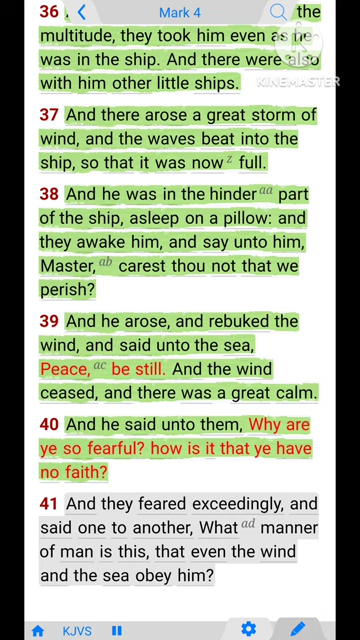 Mark 4
36 , the
multitude, they took him even as he
was in the ship. And there were also
with him other little ships.
KINEMASTER
37 And there arose a great storm of
wind, and the waves beat into the
ship, so that it was now z full.
38 And he was in the hinder aa part
of the ship, asleep on a pillow: and
they awake him, and say unto him,
Master, ab carest thou not that we
perish?
39 And he arose, and rebuked the
wind, and said unto the sea,
Peace, ac be still. And the wind
ceased, and there was a great calm.
40 And he said unto them, Why are
ye so fearful? how is it that ye have
no faith?
41 And they feared exceedingly, and
said one to another, What ad manner
of man is this, that even the wind
and the sea obey him?
KJVS